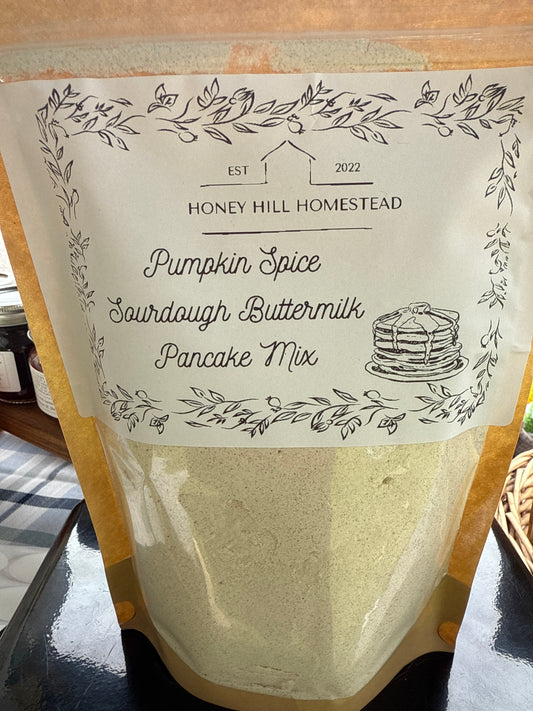 EST 2022
HONEY HILL HOMESTEAD
Pumpkin Spice
Sourdough Buttermilk
Pancake Mix